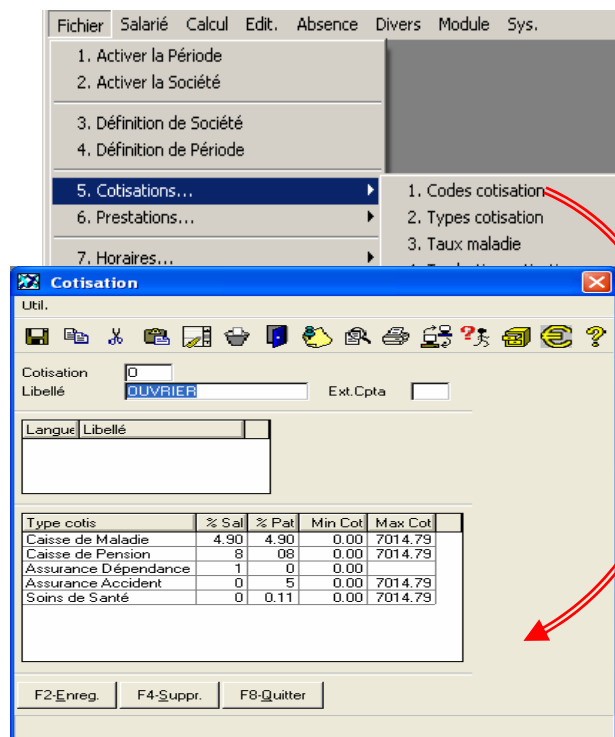 Fichier Salarié Calcul Edit. Absence Divers Module Sys.
1. Activer la Période
2. Activer la Société
3. Définition de Société
4. Définition de Période
5. Cotisations...
1. Codes cotisation
6. Prestations...
2. Types cotisation
7. Horaires...
3. Taux maladie
Cotisation
Util.
Cotisation O
Libellé OUVRIER Ext.Cpta
Langue Libellé
Type cotis % Sal % Pat Min Cot Max Cot
Caisse de Maladie 4.90 4.90 0.00 7014.79
Caisse de Pension 8 08 0.00 7014.79
Assurance Dépendance 1 0 0.00
Assurance Accident 0 5 0.00 7014.79
Soins de Santé 0 0.11 0.00 7014.79
F2-Enreg. F4-Suppr. F8-Quitter